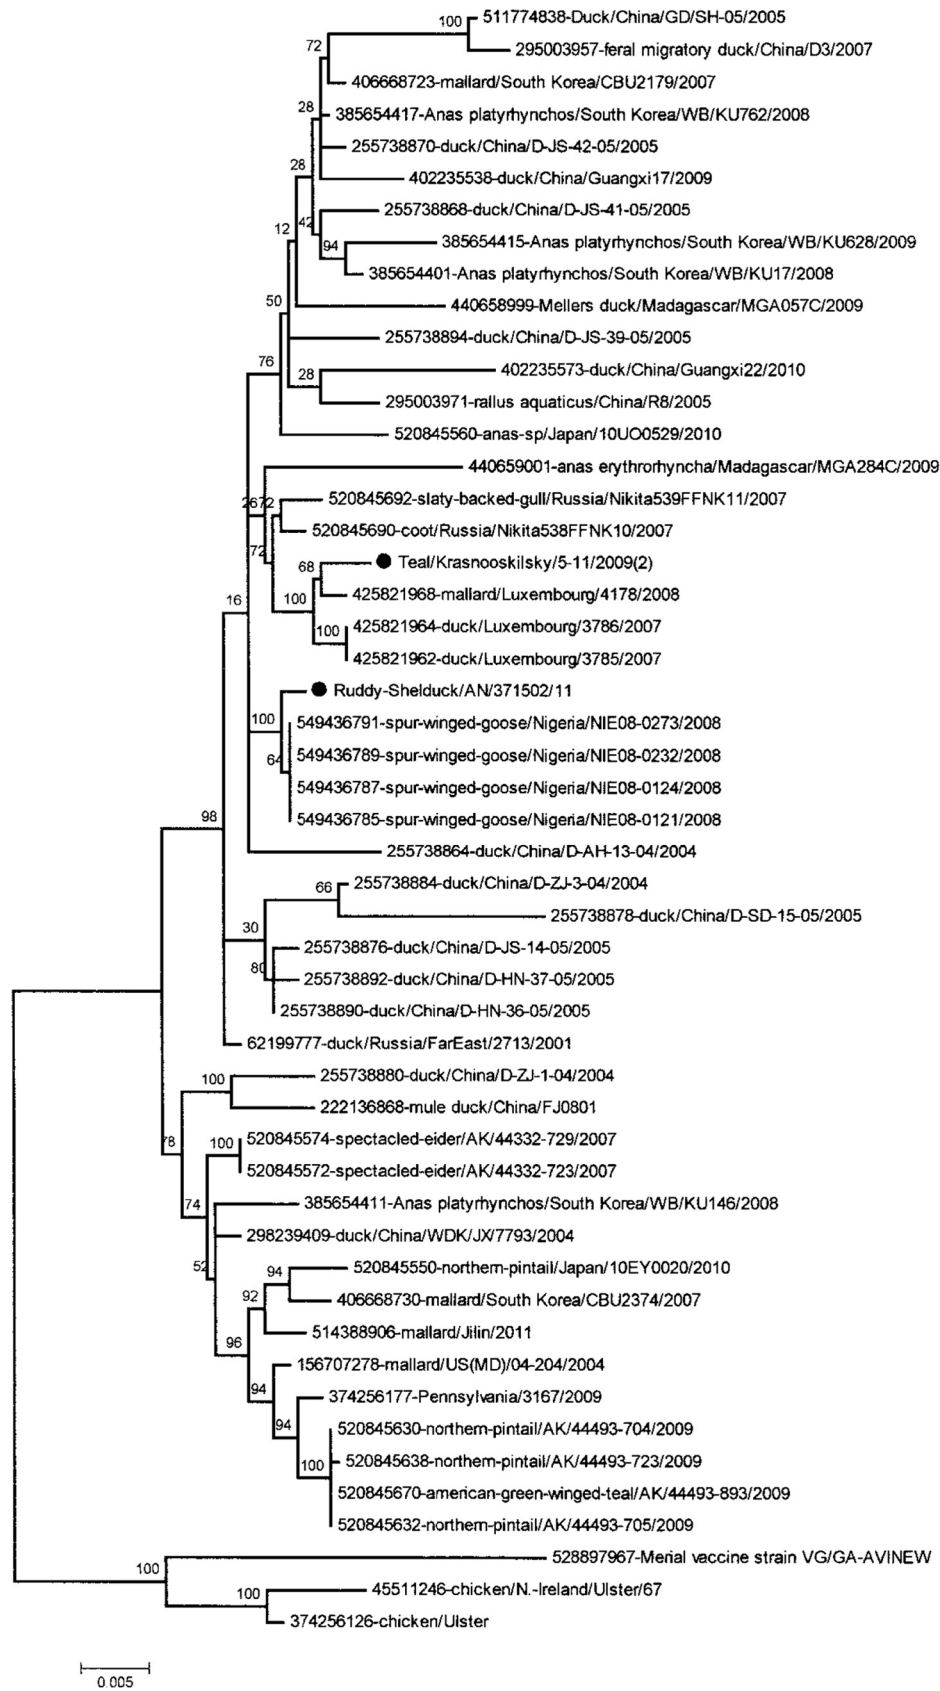 100
511774838-Duck/China/GD/SH-05/2005
295003957-feral migratory duck/China/D3/2007
72
406668723-mallard/South Korea/CBU2179/2007
28
385654417-Anas platyrhynchos/South Korea/WB/KU762/2008
255738870-duck/China/D-JS-42-05/2005
28
402235538-duck/China/Guangxi17/2009
255738868-duck/China/D-JS-41-05/2005
42
12
94
385654415-Anas platyrhynchos/South Korea/WB/KU628/2009
385654401-Anas platyrhynchos/South Korea/WB/KU17/2008
50
440658999-Mellers duck/Madagascar/MGA057C/2009
255738894-duck/China/D-JS-39-05/2005
76
28
402235573-duck/China/Guangxi22/2010
295003971-rallus aquaticus/China/R8/2005
520845560-anas-sp/Japan/10UO0529/2010
440659001-anas erythrorhyncha/Madagascar/MGA284C/2009
26
72
520845692-slaty-backed-gull/Russia/Nikita539FFNK11/2007
520845690-coot/Russia/Nikita538FFNK10/2007
72
68
Teal/Krasnooskilsky/5-11/2009(2)
16
100
425821968-mallard/Luxembourg/4178/2008
100
425821964-duck/Luxembourg/3786/2007
425821962-duck/Luxembourg/3785/2007
Ruddy-Shelduck/AN/371502/11
100
549436791-spur-winged-goose/Nigeria/NIE08-0273/2008
64
549436789-spur-winged-goose/Nigeria/NIE08-0232/2008
549436787-spur-winged-goose/Nigeria/NIE08-0124/2008
98
549436785-spur-winged-goose/Nigeria/NIE08-0121/2008
255738864-duck/China/D-AH-13-04/2004
66
255738884-duck/China/D-ZJ-3-04/2004
255738878-duck/China/D-SD-15-05/2005
30
255738876-duck/China/D-JS-14-05/2005
80
255738892-duck/China/D-HN-37-05/2005
255738890-duck/China/D-HN-36-05/2005
62199777-duck/Russia/FarEast/2713/2001
100
255738880-duck/China/D-ZJ-1-04/2004
222136868-mule duck/China/FJ0801
78
100
520845574-spectacled-eider/AK/44332-729/2007
520845572-spectacled-eider/AK/44332-723/2007
74
385654411-Anas platyrhynchos/South Korea/WB/KU146/2008
298239409-duck/China/WDK/JX/7793/2004
52
94
520845550-northern-pintail/Japan/10EY0020/2010
92
406668730-mallard/South Korea/CBU2374/2007
514388906-mallard/Jilin/2011
96
156707278-mallard/US(MD)/04-204/2004
94
374256177-Pennsylvania/3167/2009
94
520845630-northern-pintail/AK/44493-704/2009
100
520845638-northern-pintail/AK/44493-723/2009
520845670-american-green-winged-teal/AK/44493-893/2009
520845632-northern-pintail/AK/44493-705/2009
100
528897967-Merial vaccine strain VG/GA-AVINEW
100
45511246-chicken/N.-Ireland/Ulster/67
374256126-chicken/Ulster
0.005